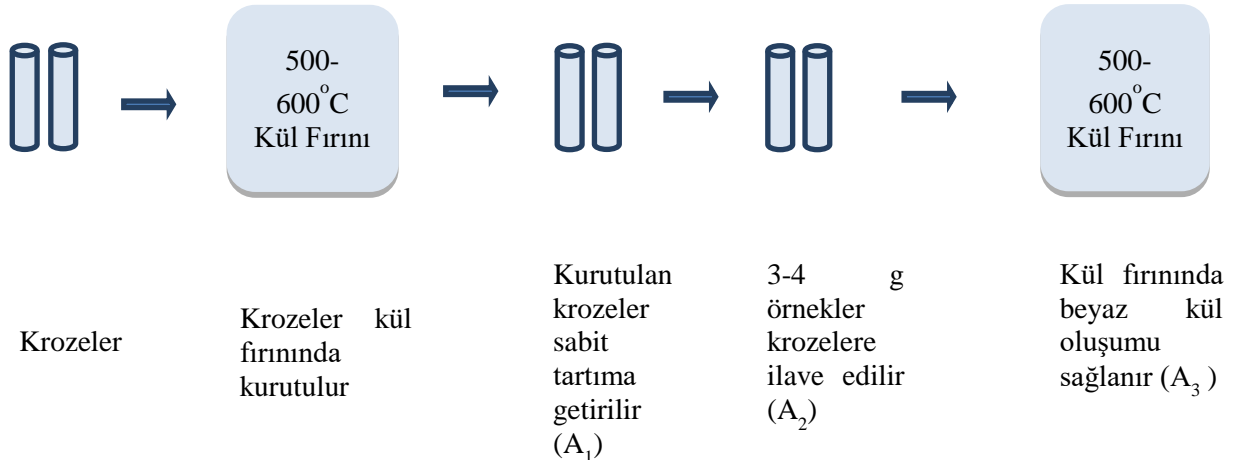 500-
600°C
Kül Fırını
500-
600°C
Kül Fırını
Krozeler
Krozeler kül
fırınında
kurutulur
Kurutulan
krozeler
sabit
tartıma
getirilir
(A₁)
3-4 g
örnekler
krozelere
ilave edilir
(A₂)
Kül fırınında
beyaz kül
oluşumu
sağlanır (A₃ )